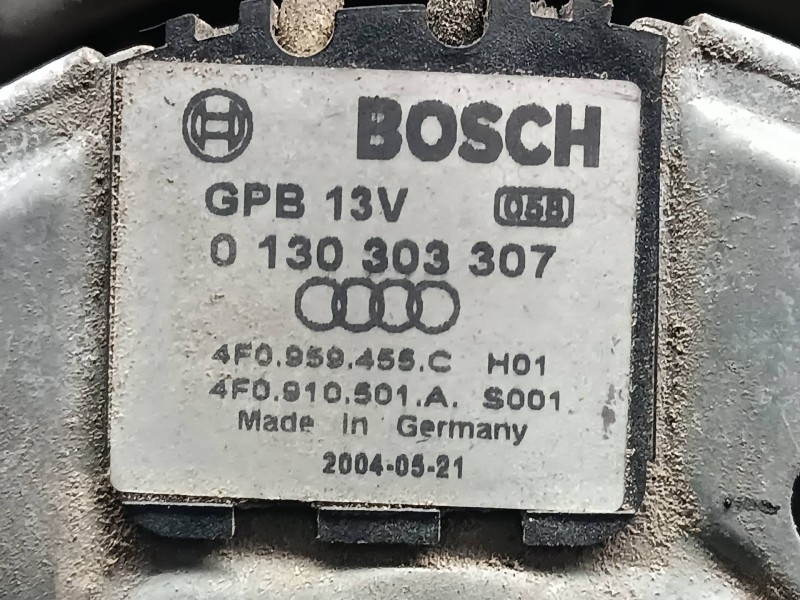 BOSCH
GPB 13V 058
0 130 303 307
4F0.959.455.C H01
4F0.910.501.A. S001
Made in Germany
2004-05-21